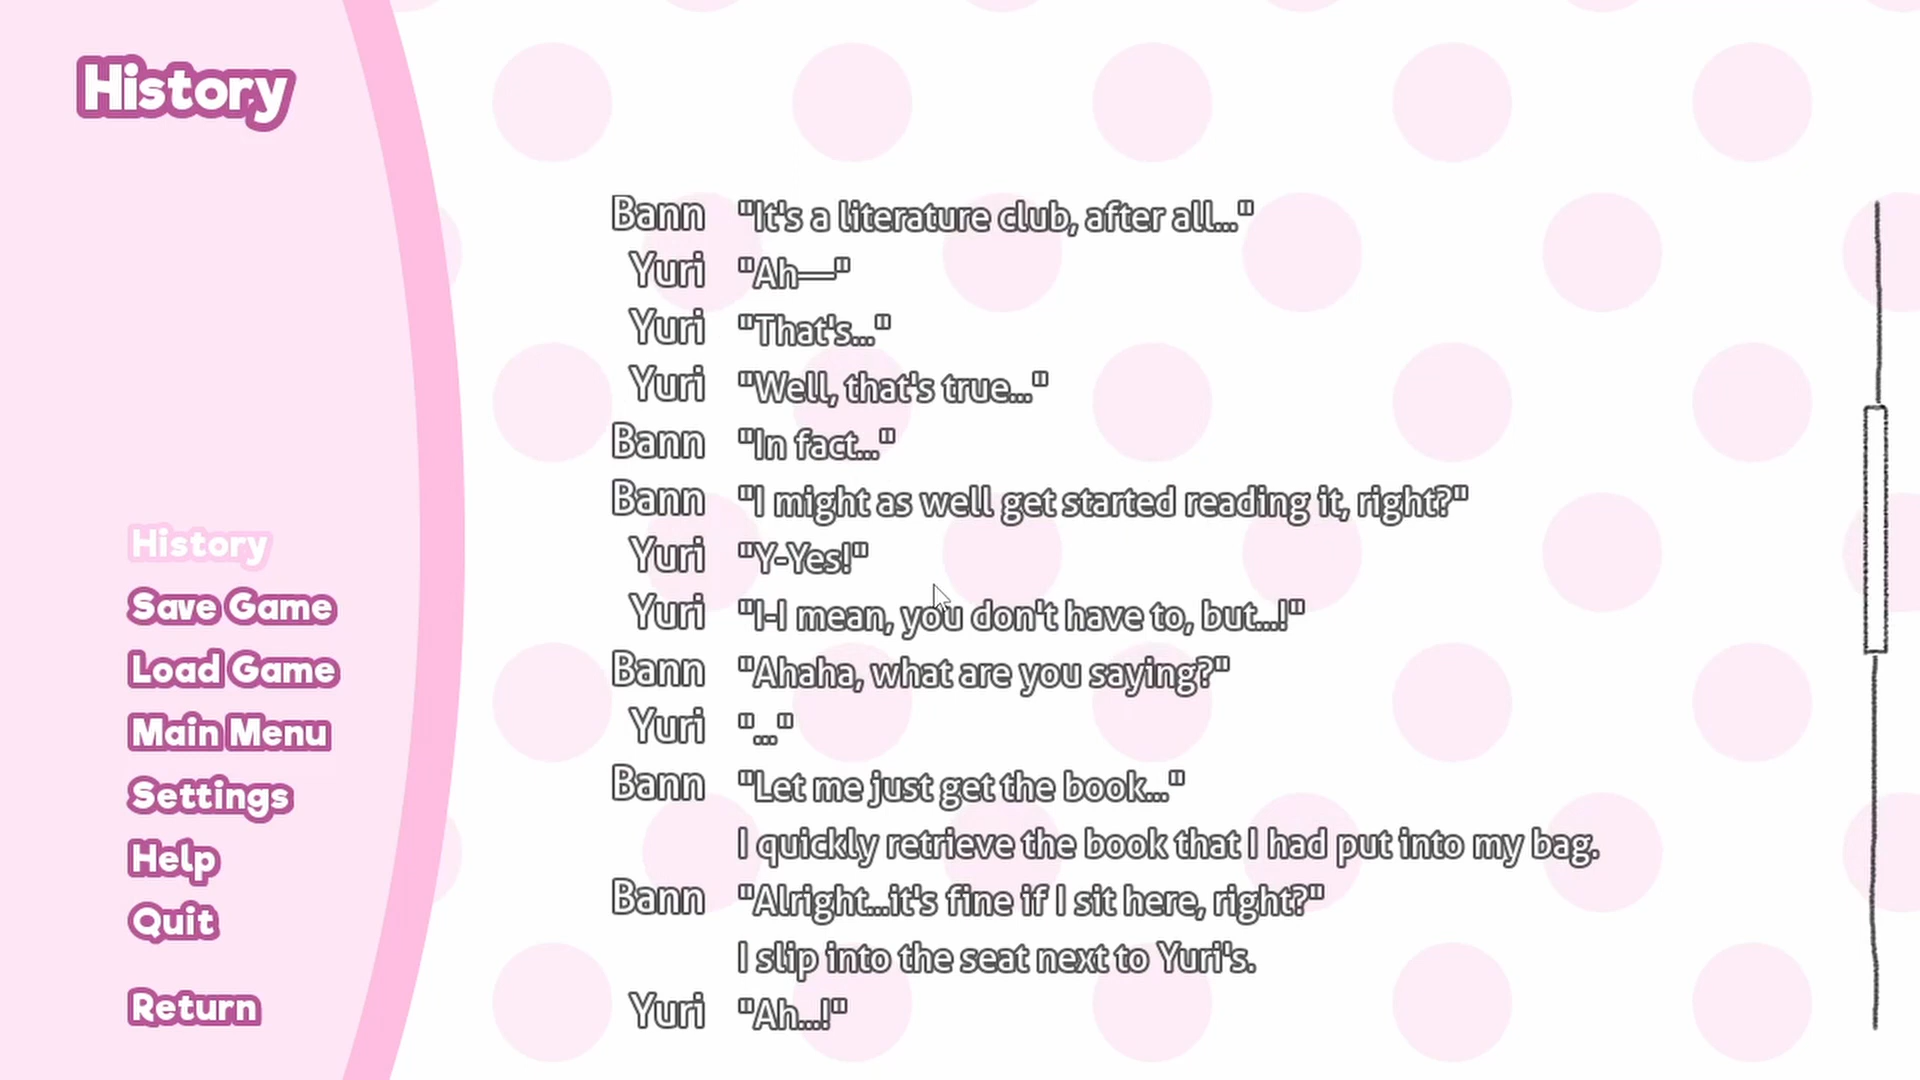 History
Bann "It's a literature club, after all..."
Yuri "Ah—"
Yuri "That's..."
Yuri "Well, that's true..."
Bann "In fact..."
Bann "I might as well get started reading it, right?"
Yuri "Y-Yes!"
Yuri "I-I mean, you don't have to, but...!"
Bann "Ahaha, what are you saying?"
Yuri "..."
Bann "Let me just get the book..."
I quickly retrieve the book that I had put into my bag.
Bann "Alright...it's fine if I sit here, right?"
I slip into the seat next to Yuri's.
Yuri "Ah...!"
History
Save Game
Load Game
Main Menu
Settings
Help
Quit
Return